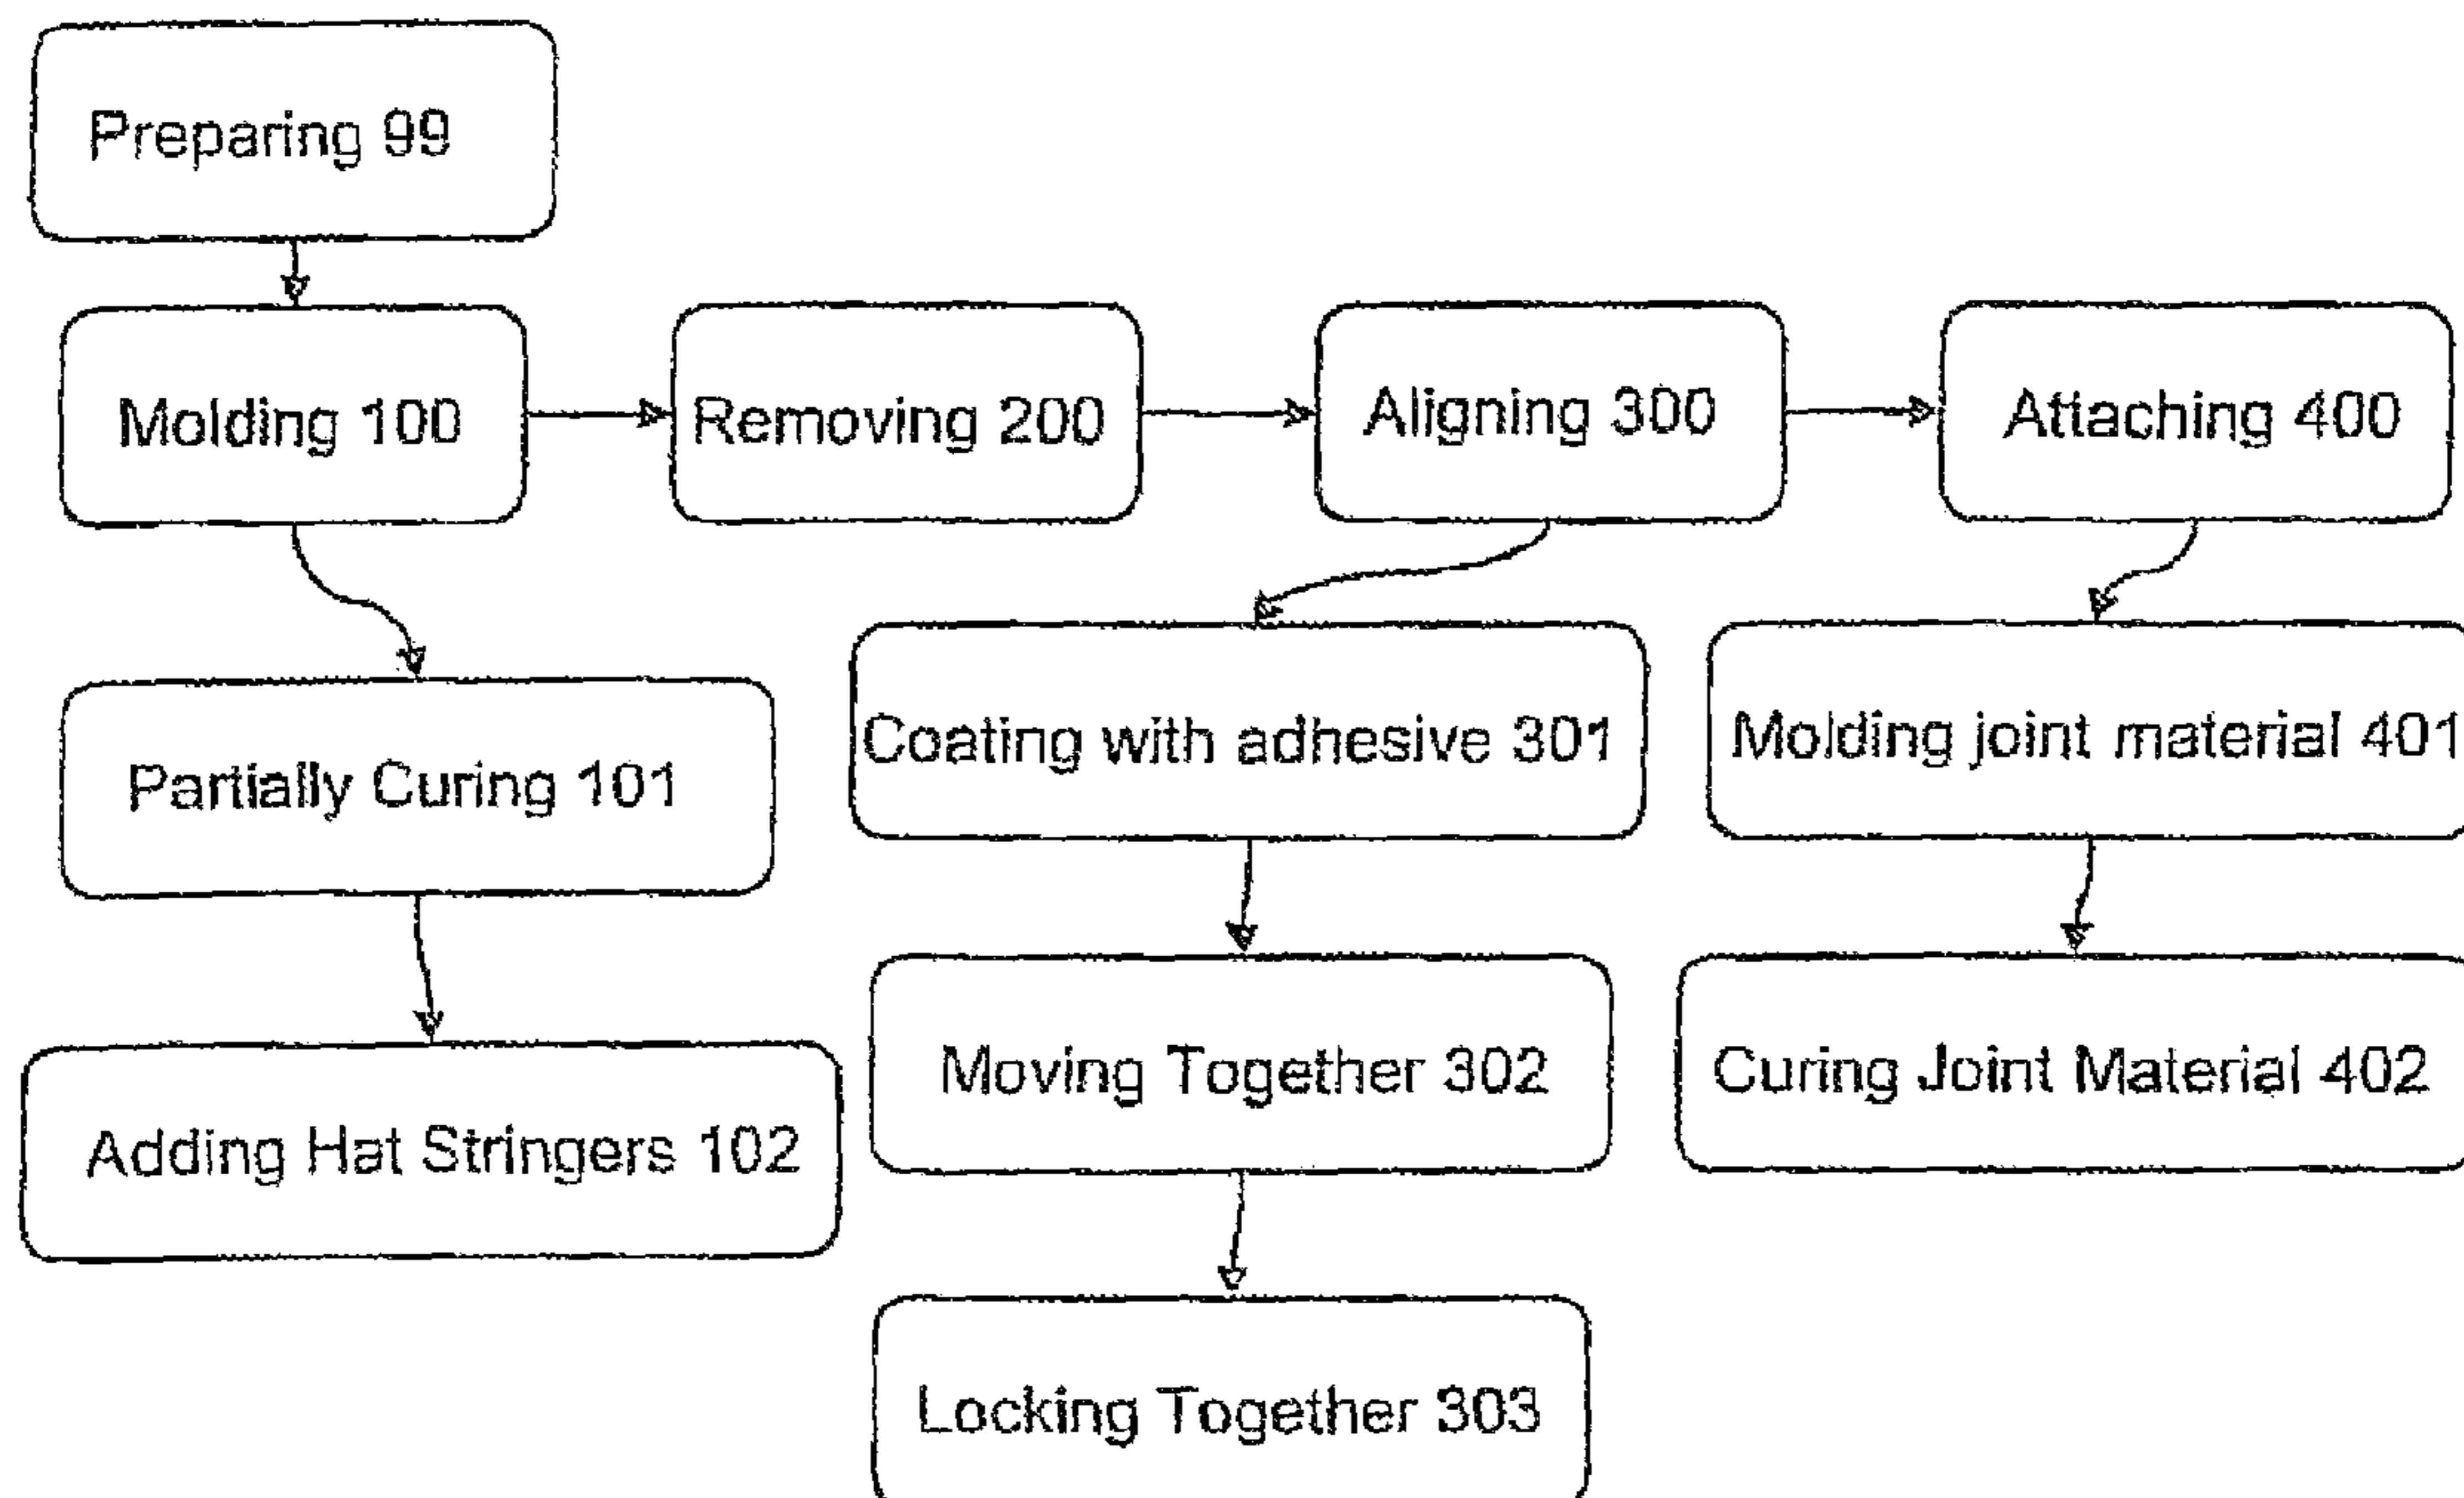 Preparing 99
Molding 100
Removing 200
Aligning 300
Attaching 400
Partially Curing 101
Coating with adhesive 301
Molding joint material 401
Adding Hat Stringers 102
Moving Together 302
Curing Joint Material 402
Locking Together 303